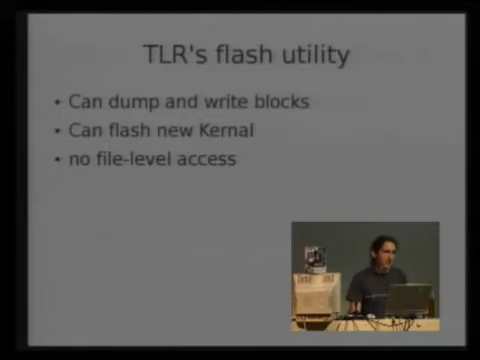 TLR's flash utility
• Can dump and write blocks
• Can flash new Kernal
• no file-level access